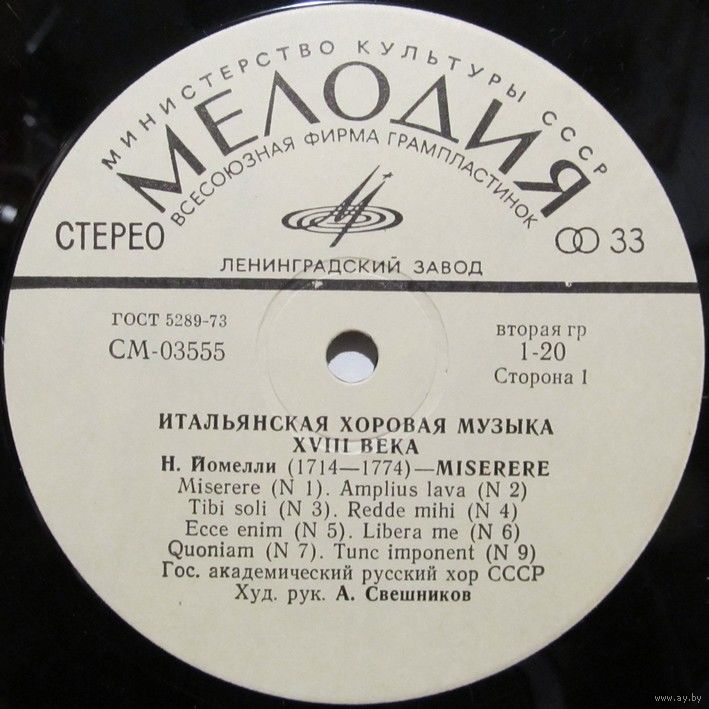 МИНИСТЕРСТВО КУЛЬТУРЫ СССР
МЕЛОДИЯ
ВСЕСОЮЗНАЯ ФИРМА ГРАМПЛАСТИНОК
СТЕРЕО
33
ЛЕНИНГРАДСКИЙ ЗАВОД
ГОСТ 5289-73
СМ-03555
вторая гр
1-20
Сторона 1
ИТАЛЬЯНСКАЯ ХОРОВАЯ МУЗЫКА
XVIII ВЕКА
Н. Йомелли (1714—1774)—MISERERE
Miserere (N 1). Amplius lava (N 2)
Tibi soli (N 3). Redde mihi (N 4)
Ecce enim (N 5). Libera me (N 6)
Quoniam (N 7). Tunc imponent (N 9)
Гос. академический русский хор СССР
Худ. рук. А. Свешников
www.ay.by